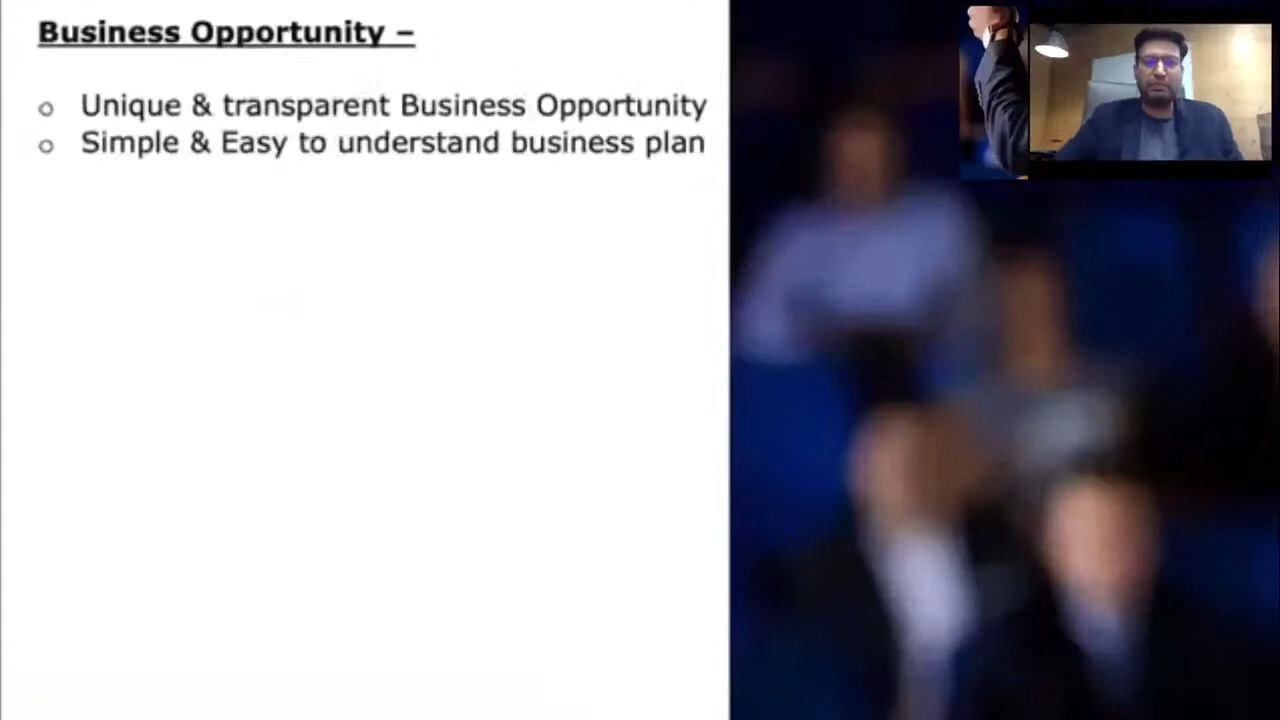 Business Opportunity –
o Unique & transparent Business Opportunity
o Simple & Easy to understand business plan